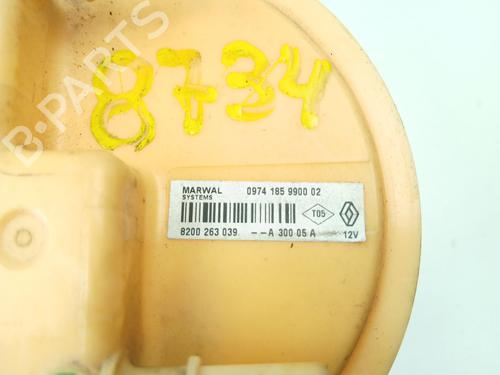 8734
B-PARTS
MARWAL 0974 185 9900 02
SYSTEMS
T05
8200 263 039 --A 300 05 A 12V